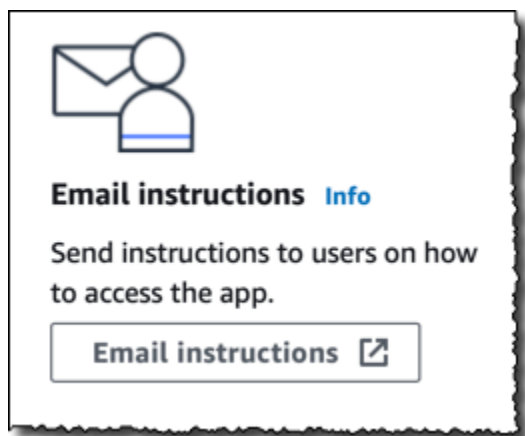 Email instructions Info
Send instructions to users on how
to access the app.
Email instructions